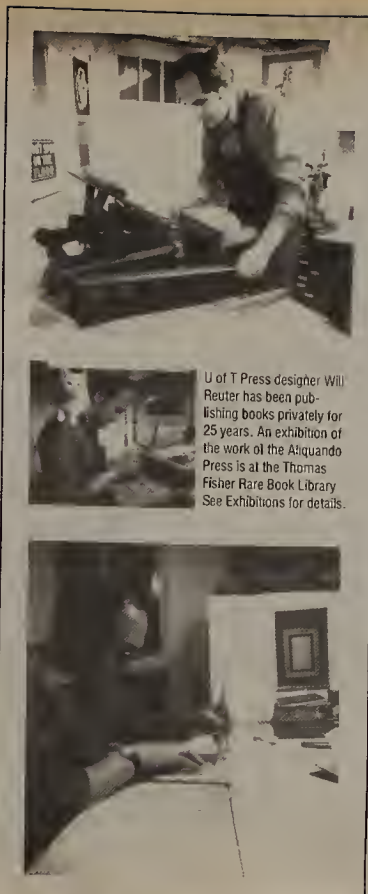 U of T Press designer Will
Reuter has been pub-
lishing books privately for
25 years. An exhibition of
the work of the Aliquando
Press is at the Thomas
Fisher Rare Book Library
See Exhibitions for details.